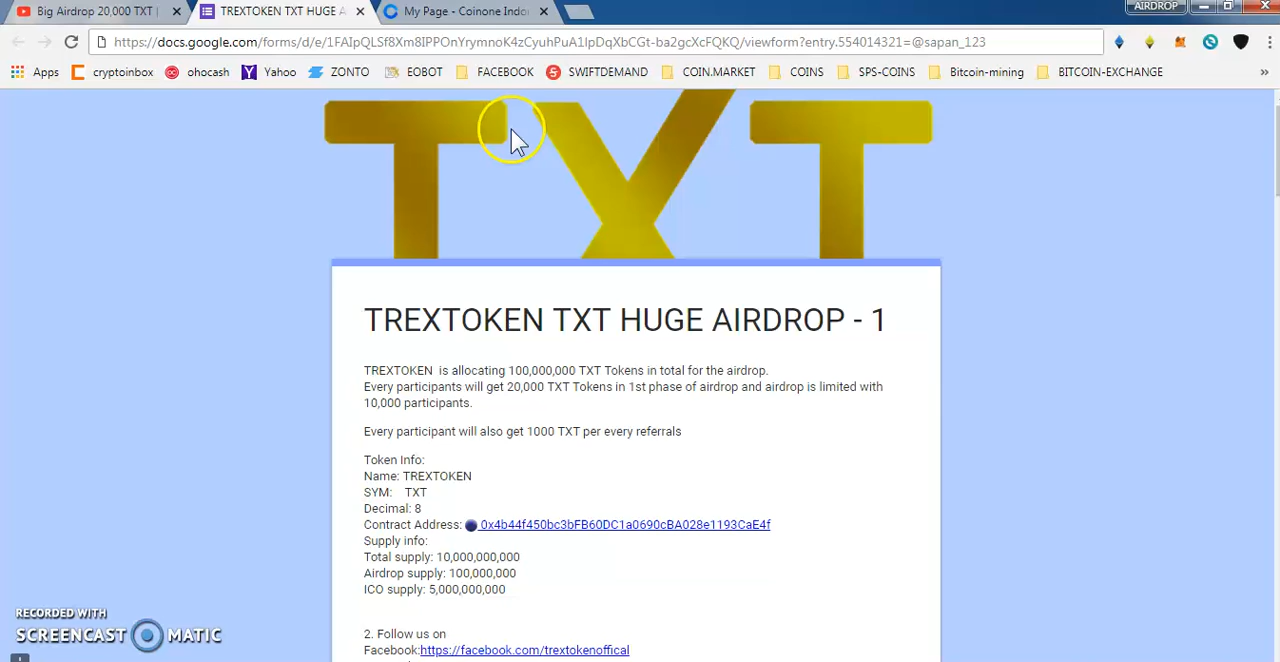 Big Airdrop 20,000 TXT |
TREXTOKEN TXT HUGE A
My Page - Coinone Indo
AIRDROP
https://docs.google.com/forms/d/e/1FAIpQLSf8Xm8IPPOnYrymnoK4zCyuhPuA1lpDqXbCGt-ba2gcXcFQKQ/viewform?entry.554014321=@sapan_123
Apps cryptoinbox ohocash Yahoo ZONTO EOBOT FACEBOOK SWIFTDEMAND COIN.MARKET COINS SPS-COINS Bitcoin-mining BITCOIN-EXCHANGE »
TXT
TREXTOKEN TXT HUGE AIRDROP - 1
TREXTOKEN is allocating 100,000,000 TXT Tokens in total for the airdrop.
Every participants will get 20,000 TXT Tokens in 1st phase of airdrop and airdrop is limited with
10,000 participants.
Every participant will also get 1000 TXT per every referrals
Token Info:
Name: TREXTOKEN
SYM: TXT
Decimal: 8
Contract Address: 0x4b44f450bc3bFB60DC1a0690cBA028e1193CaE4f
Supply info:
Total supply: 10,000,000,000
Airdrop supply: 100,000,000
ICO supply: 5,000,000,000
2. Follow us on
Facebook:https://facebook.com/trextokenoffical
RECORDED WITH
SCREENCAST MATIC